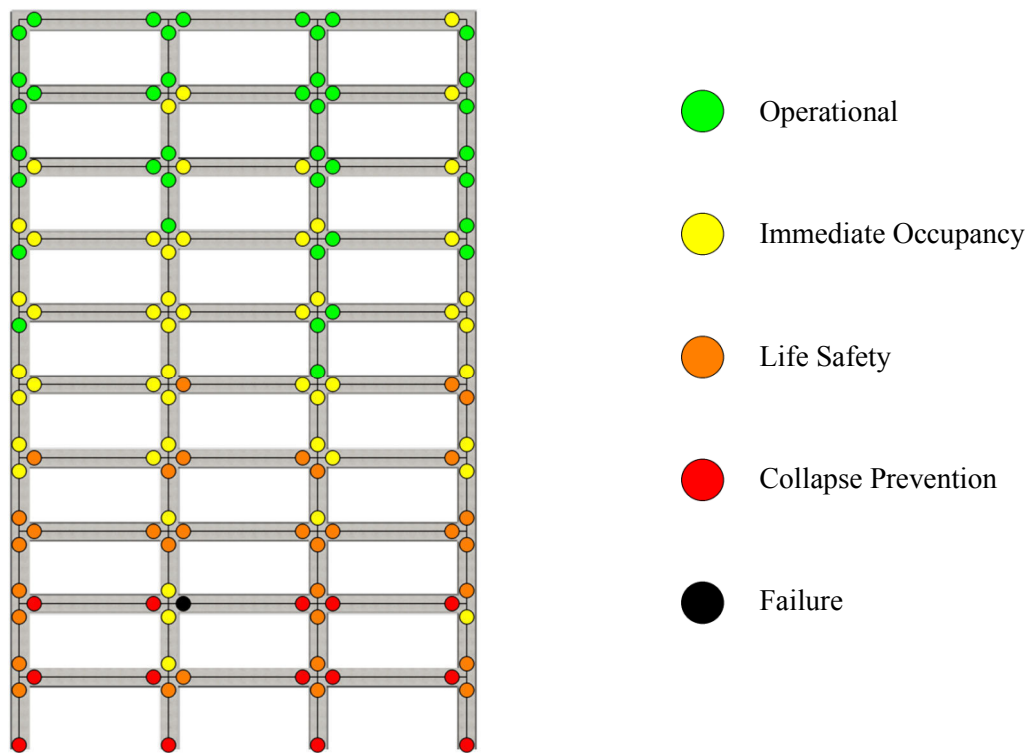 Operational
Immediate Occupancy
Life Safety
Collapse Prevention
Failure